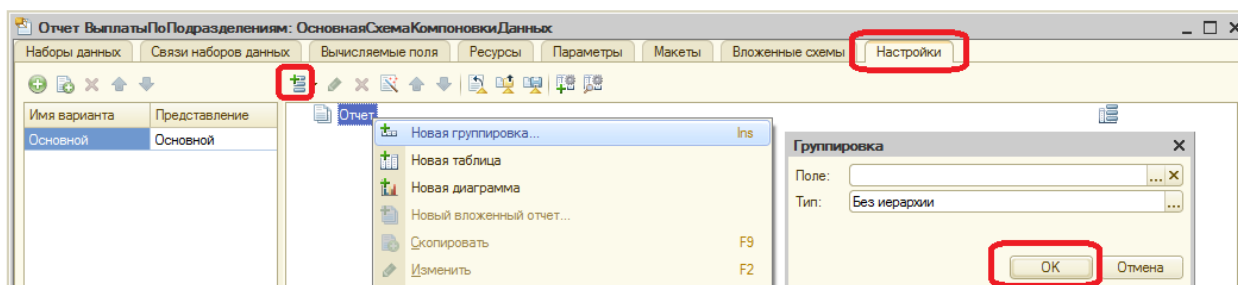 Отчет ВыплатыПоПодразделениям: ОсновнаяСхемаКомпоновкиДанных
Наборы данных Связи наборов данных Вычисляемые поля Ресурсы Параметры Макеты Вложенные схемы Настройки
Имя варианта Представление
Основной Основной
Отчет
Новая группировка... Ins
Новая таблица
Новая диаграмма
Новый вложенный отчет...
Скопировать F9
Изменить F2
Группировка
Поле:
Тип: Без иерархии
OK Отмена